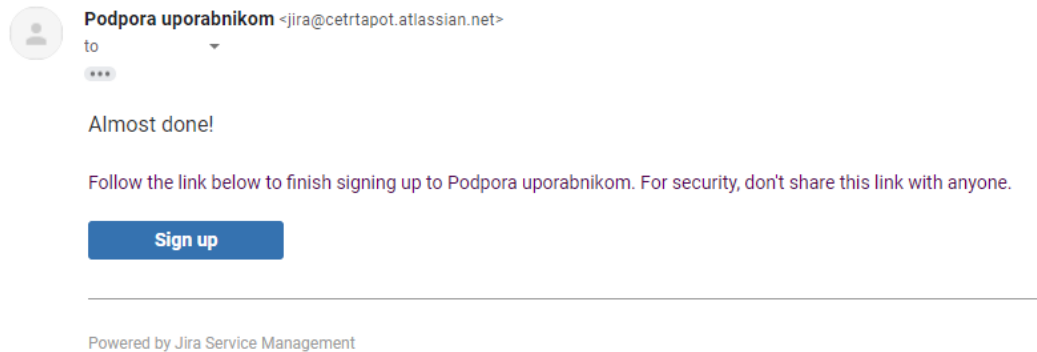 Podpora uporabnikom <jira@cetrtapot.atlassian.net>
to
Almost done!
Follow the link below to finish signing up to Podpora uporabnikom. For security, don't share this link with anyone.
Sign up
Powered by Jira Service Management